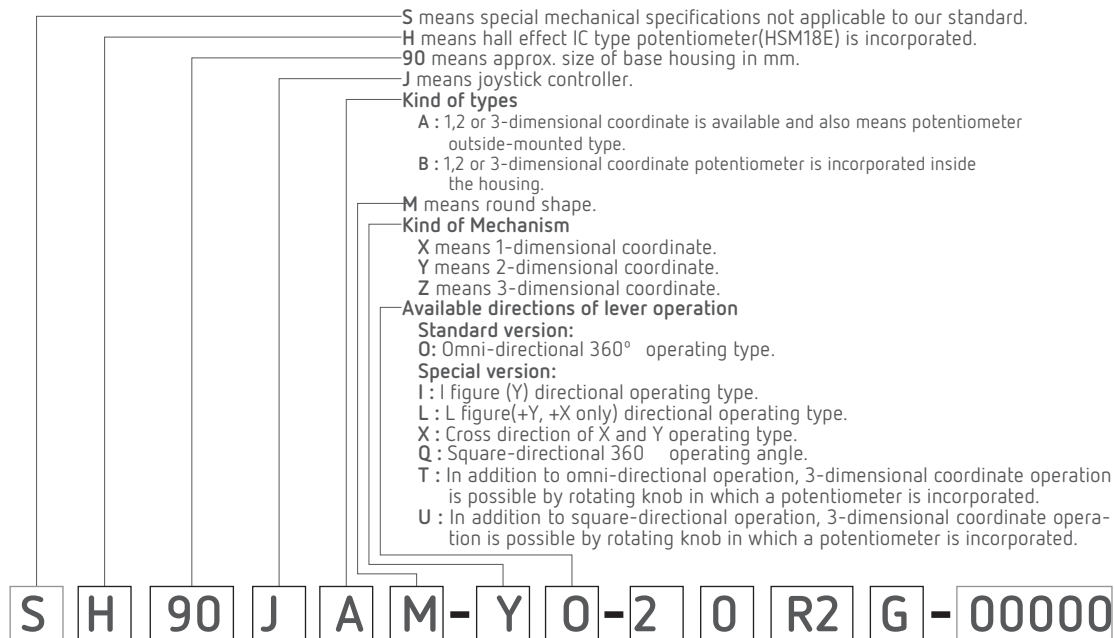 S means special mechanical specifications not applicable to our standard.
H means hall effect IC type potentiometer(HSM18E) is incorporated.
90 means approx. size of base housing in mm.
J means joystick controller.
Kind of types
A : 1,2 or 3-dimensional coordinate is available and also means potentiometer
outside-mounted type.
B : 1,2 or 3-dimensional coordinate potentiometer is incorporated inside
the housing.
M means round shape.
Kind of Mechanism
X means 1-dimensional coordinate.
Y means 2-dimensional coordinate.
Z means 3-dimensional coordinate.
Available directions of lever operation
Standard version:
O: Omni-directional 360° operating type.
Special version:
I : I figure (Y) directional operating type.
L : L figure(+Y, +X only) directional operating type.
X : Cross direction of X and Y operating type.
Q : Square-directional 360 operating angle.
T : In addition to omni-directional operation, 3-dimensional coordinate operation
is possible by rotating knob in which a potentiometer is incorporated.
U : In addition to square-directional operation, 3-dimensional coordinate opera-
tion is possible by rotating knob in which a potentiometer is incorporated.
S H 90 J A M - Y O - 2 0 R2 G - 00000